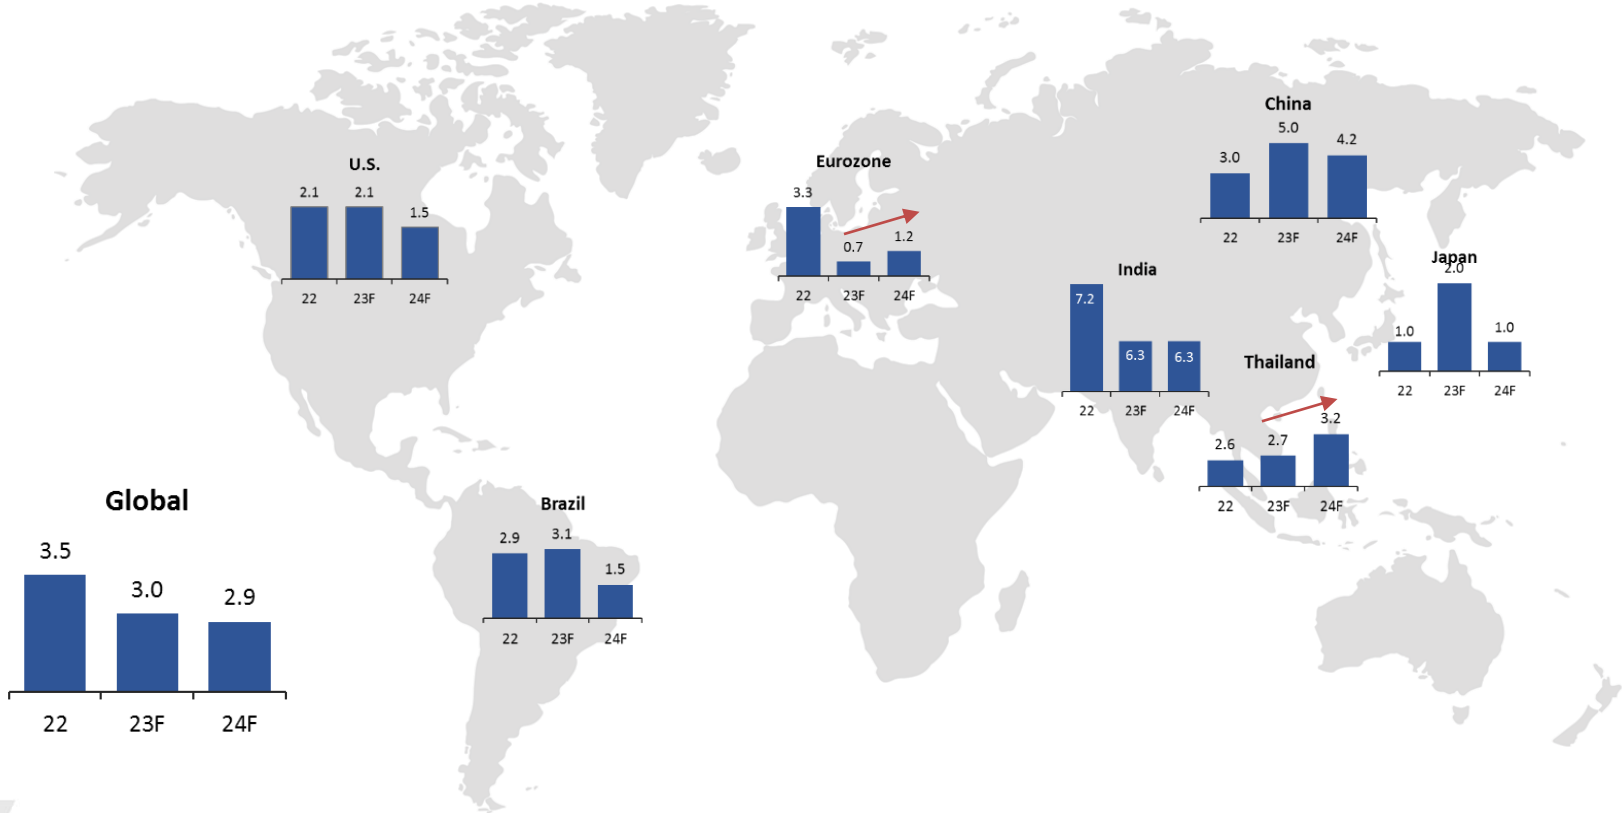 U.S.
2.1 2.1 1.5
22 23F 24F
Eurozone
3.3 0.7 1.2
22 23F 24F
China
3.0 5.0 4.2
22 23F 24F
India
7.2 6.3 6.3
22 23F 24F
Japan
1.0 2.0 1.0
22 23F 24F
Thailand
2.6 2.7 3.2
22 23F 24F
Global
3.5 3.0 2.9
22 23F 24F
Brazil
2.9 3.1 1.5
22 23F 24F